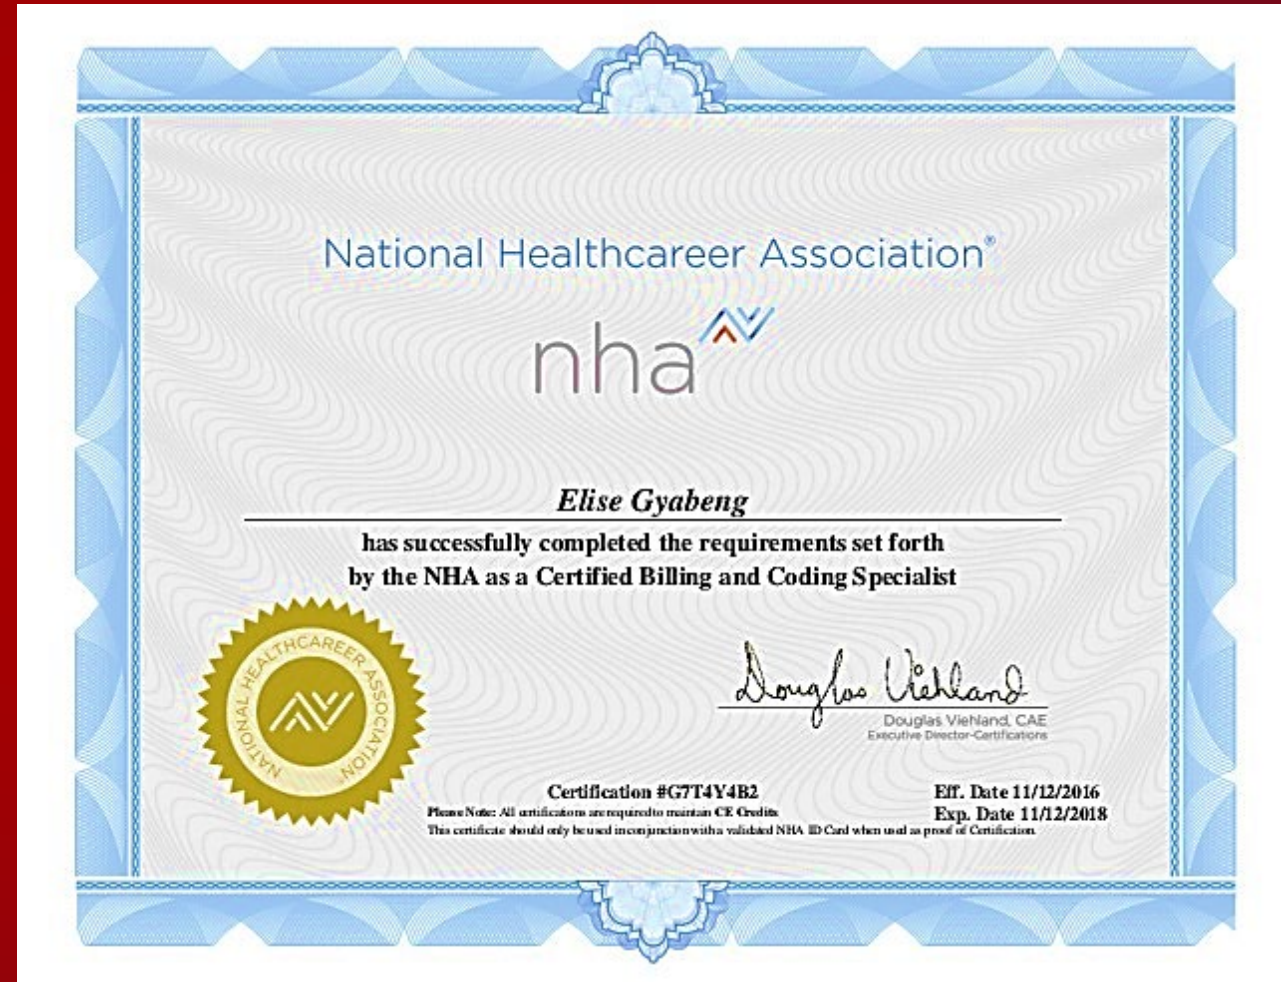 National Healthcareer Association®
nha
Elise Gyabeng
has successfully completed the requirements set forth
by the NHA as a Certified Billing and Coding Specialist
NATIONAL HEALTHCAREER ASSOCIATION
Douglas Viehland
Douglas Viehland, CAE
Executive Director-Certifications
Certification #G7T4Y4B2
Eff. Date 11/12/2016
Please Note: All certifications are required to maintain CE Credits
Exp. Date 11/12/2018
This certificate should only be used in conjunction with a validated NHA ID Card when used as proof of Certification.